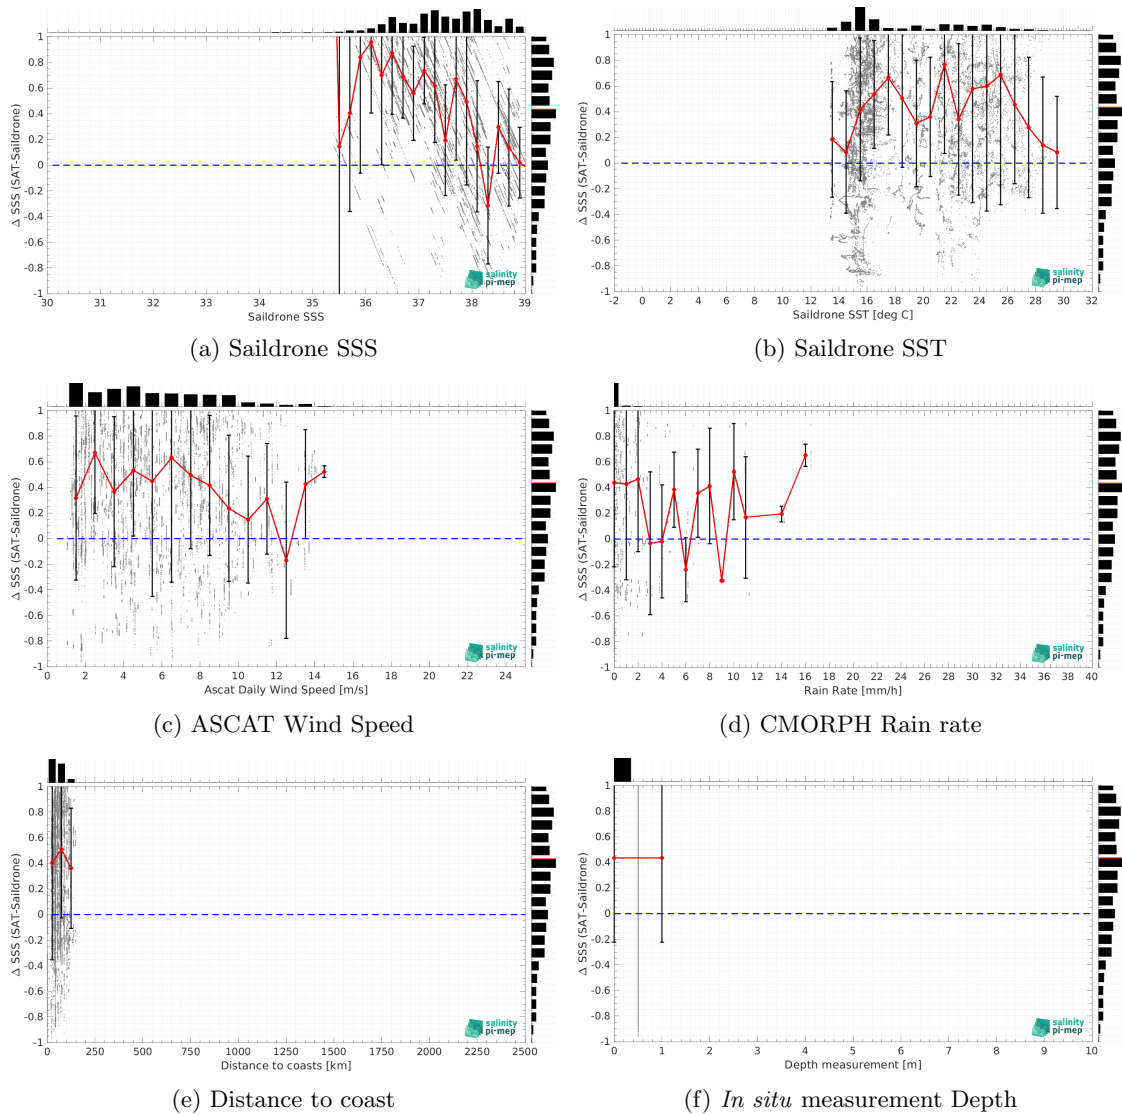 1
0.8
0.6
0.4
0.2
0
-0.2
-0.4
-0.6
-0.8
-1
Δ SSS (SAT-Saildrone)
30 31 32 33 34 35 36 37 38 39
Saildrone SSS
salinity
pi-mep
(a) Saildrone SSS
1
0.8
0.6
0.4
0.2
0
-0.2
-0.4
-0.6
-0.8
-1
Δ SSS (SAT-Saildrone)
-2 0 2 4 6 8 10 12 14 16 18 20 22 24 26 28 30 32
Saildrone SST [deg C]
salinity
pi-mep
(b) Saildrone SST
1
0.8
0.6
0.4
0.2
0
-0.2
-0.4
-0.6
-0.8
-1
Δ SSS (SAT-Saildrone)
0 2 4 6 8 10 12 14 16 18 20 22 24
Ascat Daily Wind Speed [m/s]
salinity
pi-mep
(c) ASCAT Wind Speed
1
0.8
0.6
0.4
0.2
0
-0.2
-0.4
-0.6
-0.8
-1
Δ SSS (SAT-Saildrone)
0 2 4 6 8 10 12 14 16 18 20 22 24 26 28 30 32 34 36 38 40
Rain Rate [mm/h]
salinity
pi-mep
(d) CMORPH Rain rate
1
0.8
0.6
0.4
0.2
0
-0.2
-0.4
-0.6
-0.8
-1
Δ SSS (SAT-Saildrone)
0 250 500 750 1000 1250 1500 1750 2000 2250 2500
Distance to coasts [km]
salinity
pi-mep
(e) Distance to coast
1
0.8
0.6
0.4
0.2
0
-0.2
-0.4
-0.6
-0.8
-1
Δ SSS (SAT-Saildrone)
0 1 2 3 4 5 6 7 8 9 10
Depth measurement [m]
salinity
pi-mep
(f) In situ measurement Depth